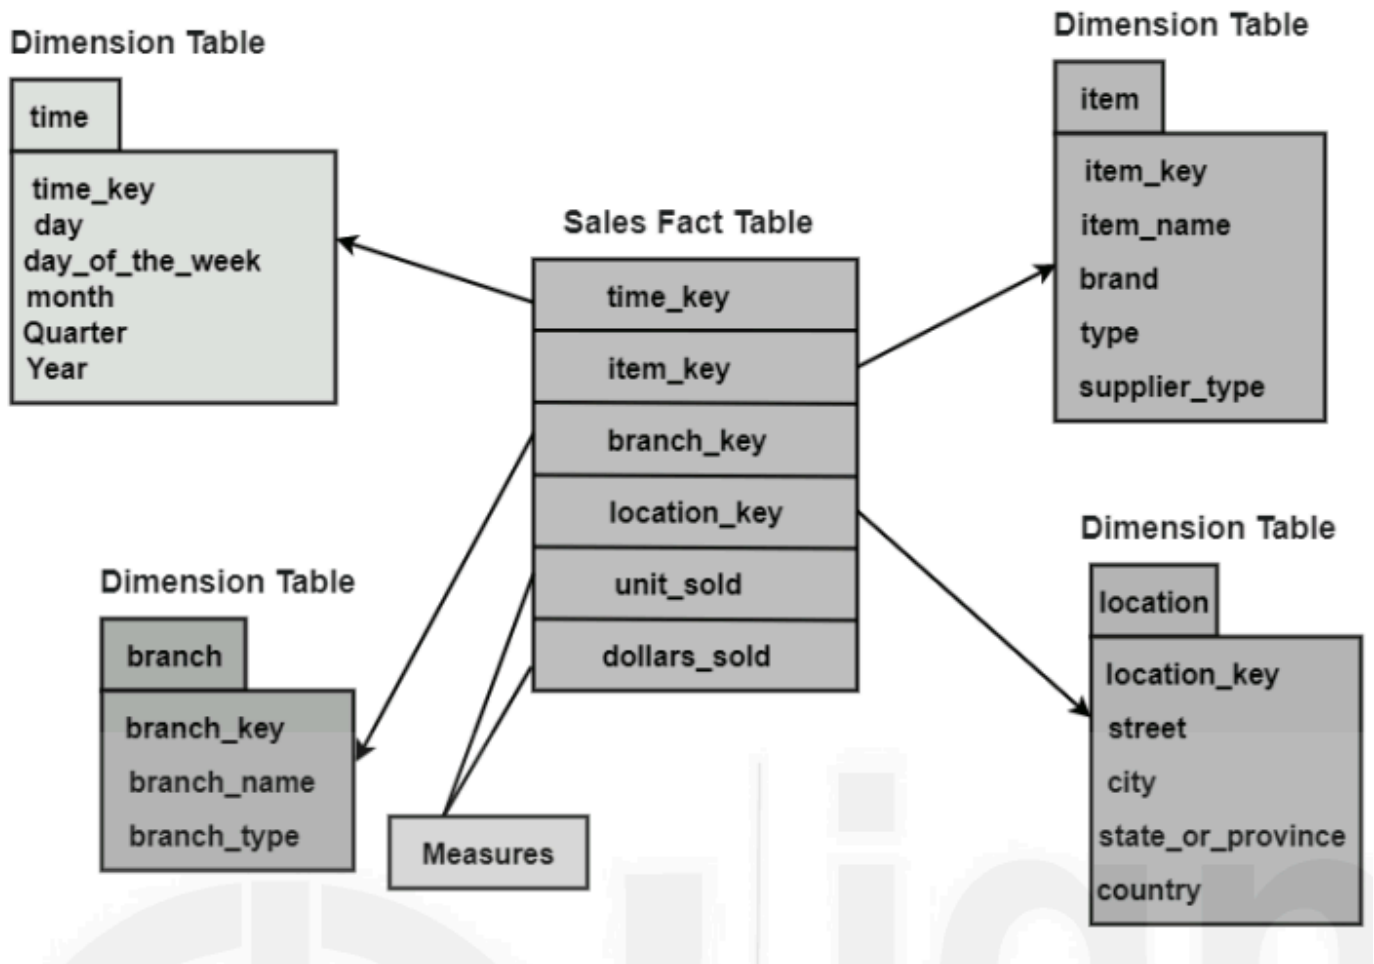 Dimension Table
time
time_key
day
day_of_the_week
month
Quarter
Year
Sales Fact Table
time_key
item_key
branch_key
location_key
unit_sold
dollars_sold
Dimension Table
item
item_key
item_name
brand
type
supplier_type
Dimension Table
branch
branch_key
branch_name
branch_type
Measures
Dimension Table
location
location_key
street
city
state_or_province
country